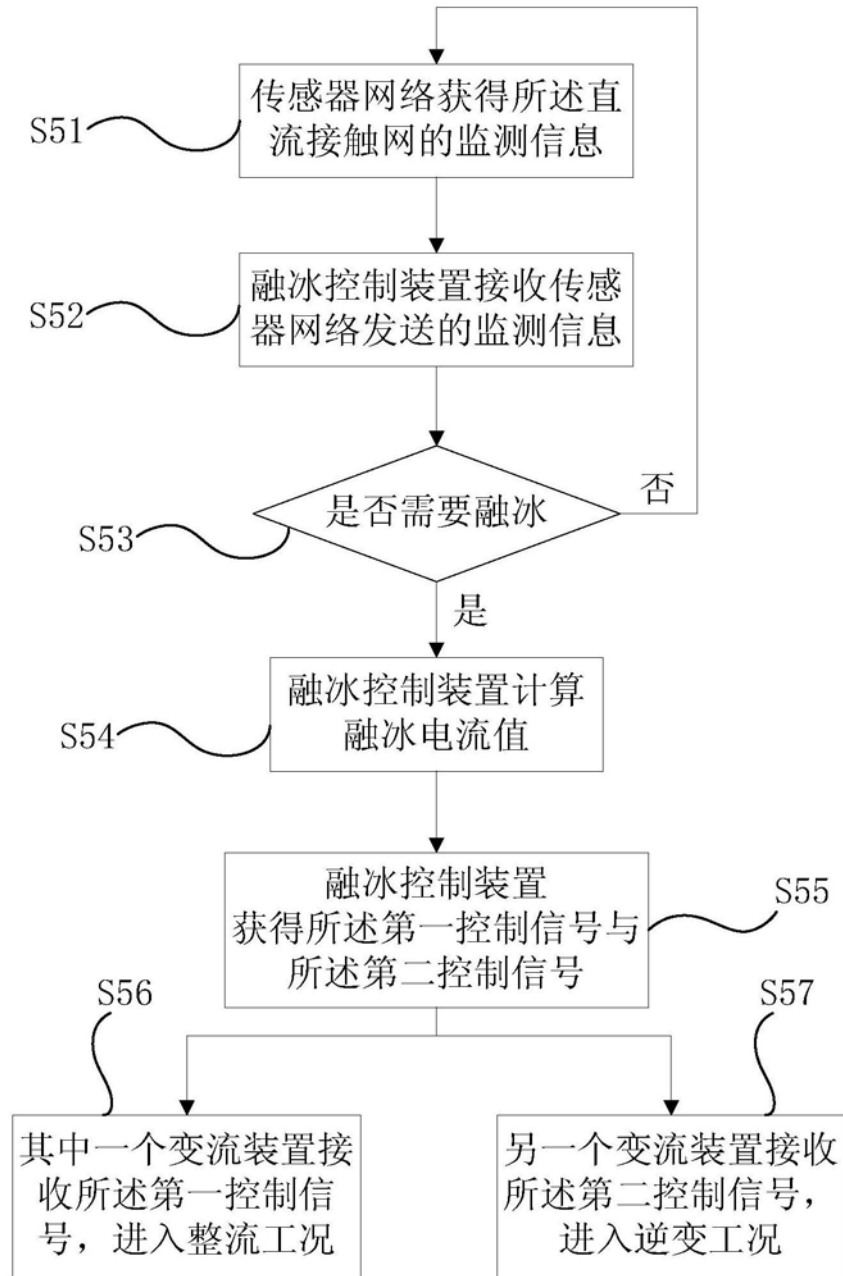 传感器网络获得所述直
流接触网的监测信息
S51
融冰控制装置接收传感
器网络发送的监测信息
S52
是否需要融冰
否
S53
是
融冰控制装置计算
融冰电流值
S54
融冰控制装置
获得所述第一控制信号与
所述第二控制信号
S55
S56
S57
其中一个变流装置接
收所述第一控制信
号，进入整流工况
另一个变流装置接收
所述第二控制信号，
进入逆变工况